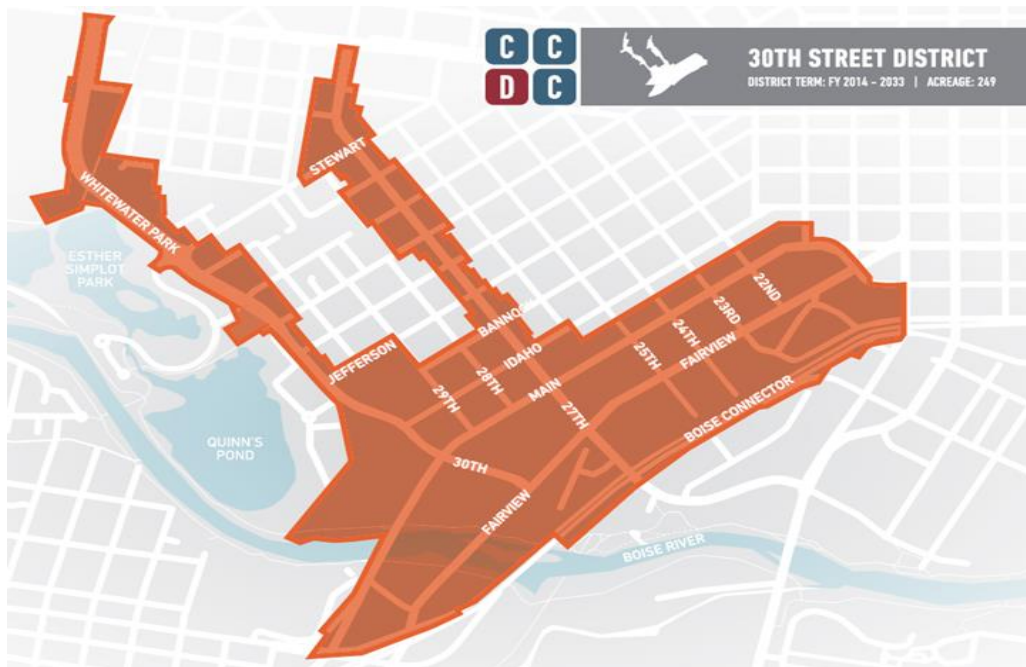 C C
D C
30TH STREET DISTRICT
DISTRICT TERM: FY 2014 – 2033 | ACREAGE: 249
STEWART
WHITEWATER PARK
ESTHER
SIMPLOT
PARK
22ND
23RD
BANNOCK
24TH
FAIRVIEW
JEFFERSON
IDAHO
25TH
28TH
MAIN
29TH
27TH
BOISE CONNECTOR
QUINN'S
POND
30TH
FAIRVIEW
BOISE RIVER